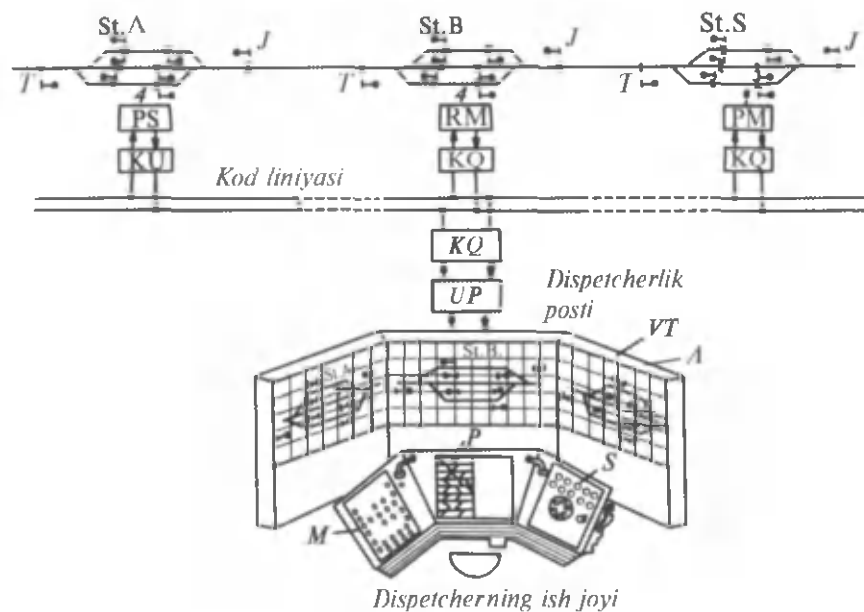 St.A
J
St.B
J
St.S
J
T
T
T
PS
RM
PM
KU
KQ
KQ
Kod liniyasi
KQ
UP
Dispetcherlik
posti
VT
A
St.A
St.B.
P
S
M
Dispetcherning ish joyi